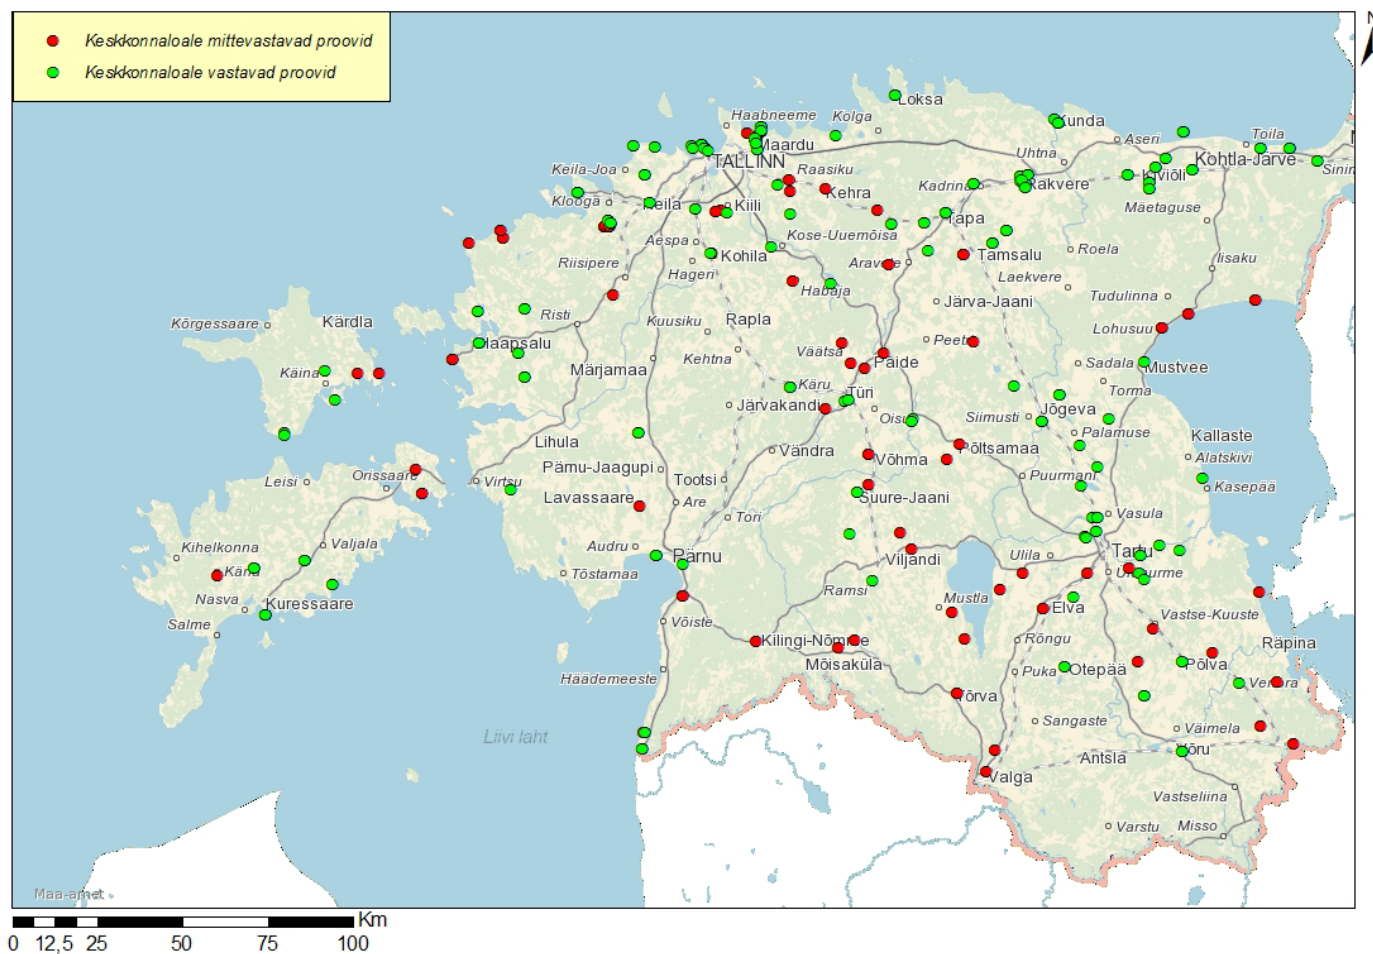 Keskkonnaloale mittevastavad proovid
Keskkonnaloale vastavad proovid
N
Loksa
Haabneeme
Kolga
Kunda
Aseri
Toila
Maardu
TALLINN
Uhtna
Kohtla-Järve
Keila-Joa
Raasiku
Kiviõli
Klooga
Keila
Kiili
Kehra
Kadrina
Rakvere
Mäetaguse
Tapa
Aespa
Kose-Uuemõisa
Roela
Riisipere
Kohila
Hageri
Aravete
Tamsalu
Iisaku
Laekvere
Habaja
Tudulinna
Kõrgessaare
Kärdla
Risti
Kuusiku
Rapla
Järva-Jaani
Lohusuu
Haapsalu
Väätsa
Peetri
Kehtna
Paide
Sadala
Mustvee
Käina
Märjamaa
Käru
Türi
Torma
Järvakandi
Oisu
Siimusti
Jõgeva
Lihula
Palamuse
Kallaste
Vändra
Põltsamaa
Alatskivi
Pärnu-Jaagupi
Võhma
Leisi
Orissaare
Virtsu
Tootsi
Puurmani
Kasepää
Lavassaare
Are
Suure-Jaani
Tori
Vasula
Kihelkonna
Valjala
Audru
Pärnu
Viljandi
Ulila
Tartu
Kärla
Tõstamaa
Nasva
Kuressaare
Ramsi
Mustla
Elva
Vastse-Kuuste
Salme
Võiste
Kilingi-Nõmme
Rõngu
Räpina
Mõisaküla
Puka
Otepää
Põlva
Häädemeeste
Tõrva
Sangaste
Väimela
Liivi laht
Võru
Antsla
Valga
Vastseliina
Varstu
Misso
Maa-amet
Km
0 12,5 25 50 75 100